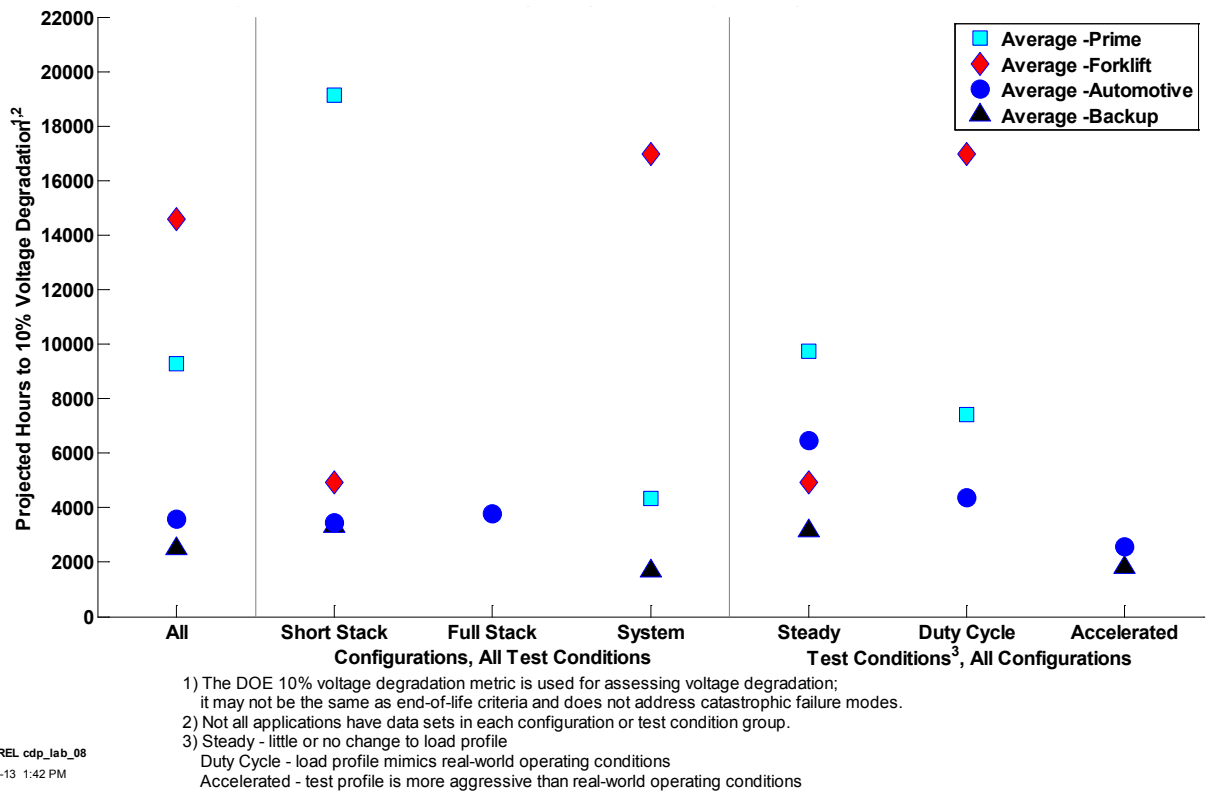 22000
20000
18000
16000
14000
12000
10000
8000
6000
4000
2000
0
Projected Hours to 10% Voltage Degradation1,2
Average -Prime
Average -Forklift
Average -Automotive
Average -Backup
All Short Stack Full Stack System Steady Duty Cycle Accelerated
Configurations, All Test Conditions Test Conditions3, All Configurations
1) The DOE 10% voltage degradation metric is used for assessing voltage degradation;
it may not be the same as end-of-life criteria and does not address catastrophic failure modes.
2) Not all applications have data sets in each configuration or test condition group.
3) Steady - little or no change to load profile
Duty Cycle - load profile mimics real-world operating conditions
Accelerated - test profile is more aggressive than real-world operating conditions
REL cdp_lab_08
-13 1:42 PM